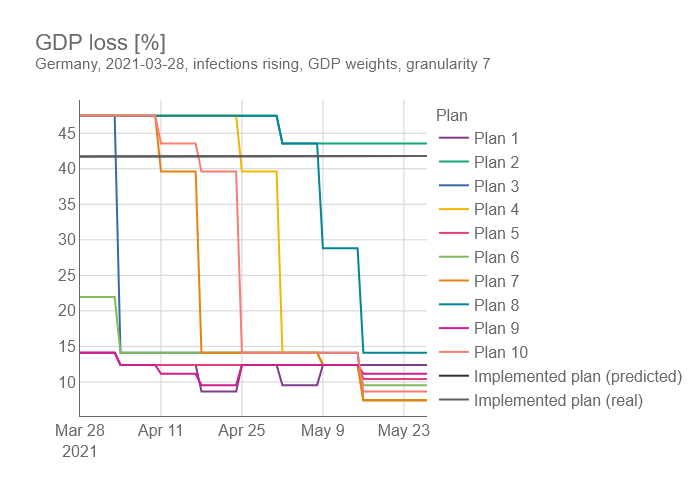 GDP loss [%]
Germany, 2021-03-28, infections rising, GDP weights, granularity 7
45
40
35
30
25
20
15
10
Mar 28
2021
Apr 11
Apr 25
May 9
May 23
Plan
Plan 1
Plan 2
Plan 3
Plan 4
Plan 5
Plan 6
Plan 7
Plan 8
Plan 9
Plan 10
Implemented plan (predicted)
Implemented plan (real)